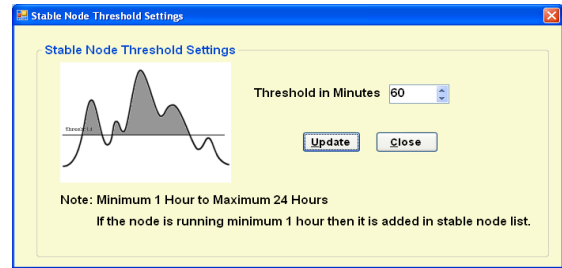 Stable Node Threshold Settings
Stable Node Threshold Settings
Threshold in Minutes 60
Threshold
Update Close
Note: Minimum 1 Hour to Maximum 24 Hours
If the node is running minimum 1 hour then it is added in stable node list.